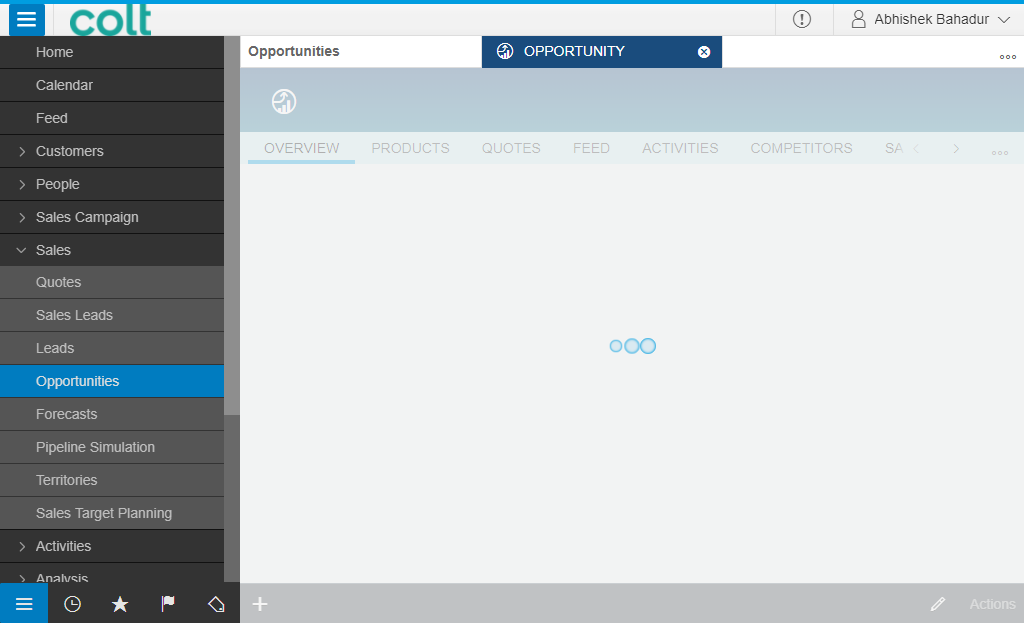 colt
Abhishek Bahadur
Home
Calendar
Feed
Customers
People
Sales Campaign
Sales
Quotes
Sales Leads
Leads
Opportunities
Forecasts
Pipeline Simulation
Territories
Sales Target Planning
Activities
Analysis
Opportunities OPPORTUNITY
OVERVIEW PRODUCTS QUOTES FEED ACTIVITIES COMPETITORS SA
Actions